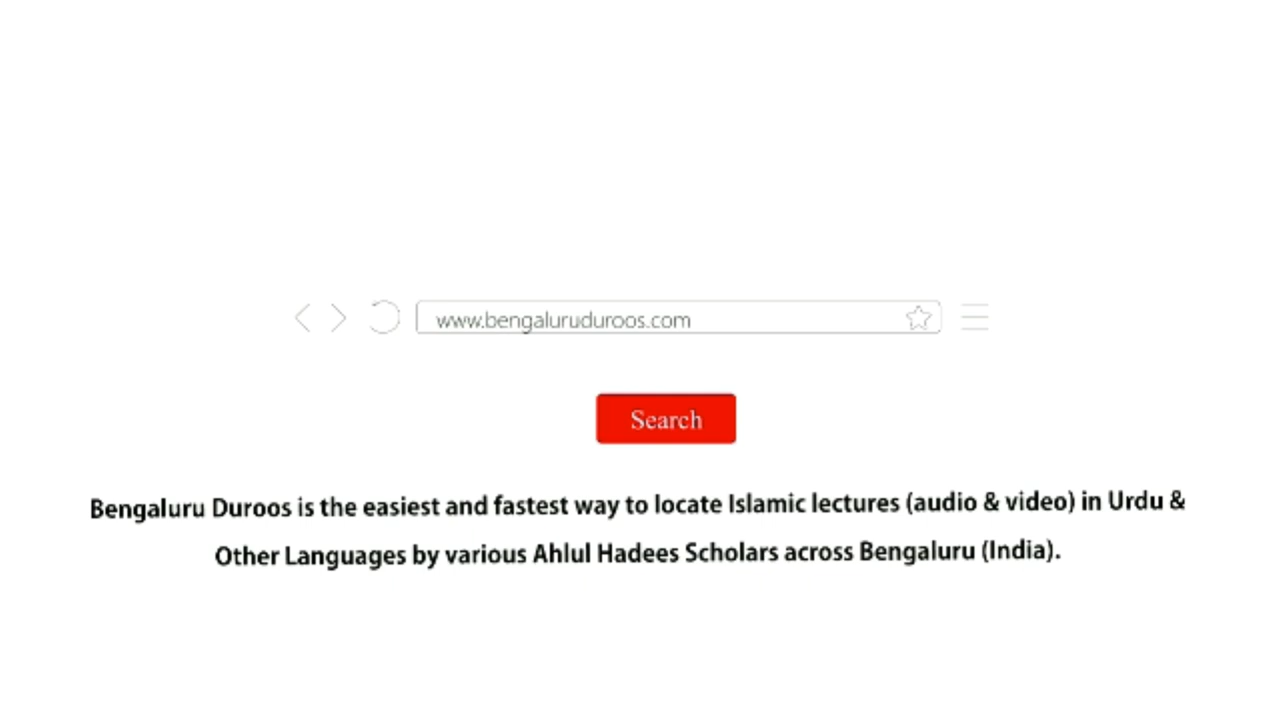 www.bengaluruduroos.com
Search
Bengaluru Duroos is the easiest and fastest way to locate Islamic lectures (audio & video) in Urdu &
Other Languages by various Ahlul Hadees Scholars across Bengaluru (India).